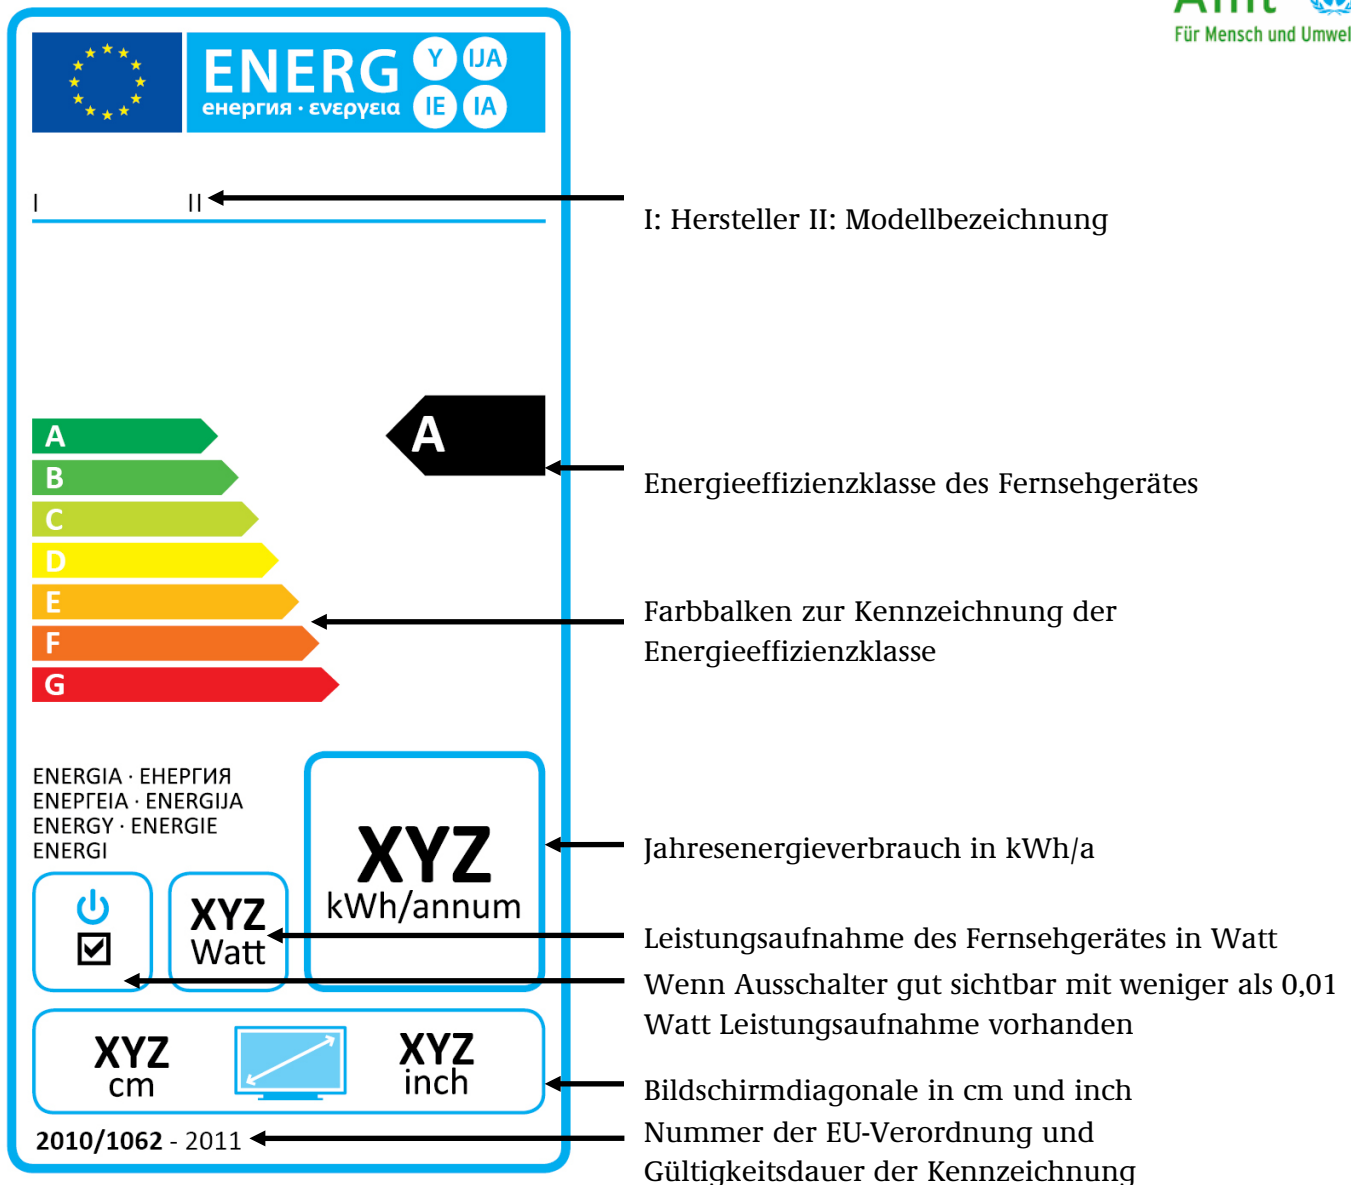 Amt
Für Mensch und Umwel
ENERG
енергия · ενεργεια
Y IJA
IE IA
I II
I: Hersteller II: Modellbezeichnung
A
A
B
C
D
E
F
G
Energieeffizienzklasse des Fernsehgerätes
Farbbalken zur Kennzeichnung der
Energieeffizienzklasse
ENERGIA · ЕНЕРГИЯ
ΕΝΕΡΓΕΙΑ · ENERGIJA
ENERGY · ENERGIE
ENERGI
XYZ
kWh/annum
Jahresenergieverbrauch in kWh/a
XYZ
Watt
Leistungsaufnahme des Fernsehgerätes in Watt
Wenn Ausschalter gut sichtbar mit weniger als 0,01
Watt Leistungsaufnahme vorhanden
XYZ
cm
XYZ
inch
Bildschirmdiagonale in cm und inch
2010/1062 - 2011
Nummer der EU-Verordnung und
Gültigkeitsdauer der Kennzeichnung